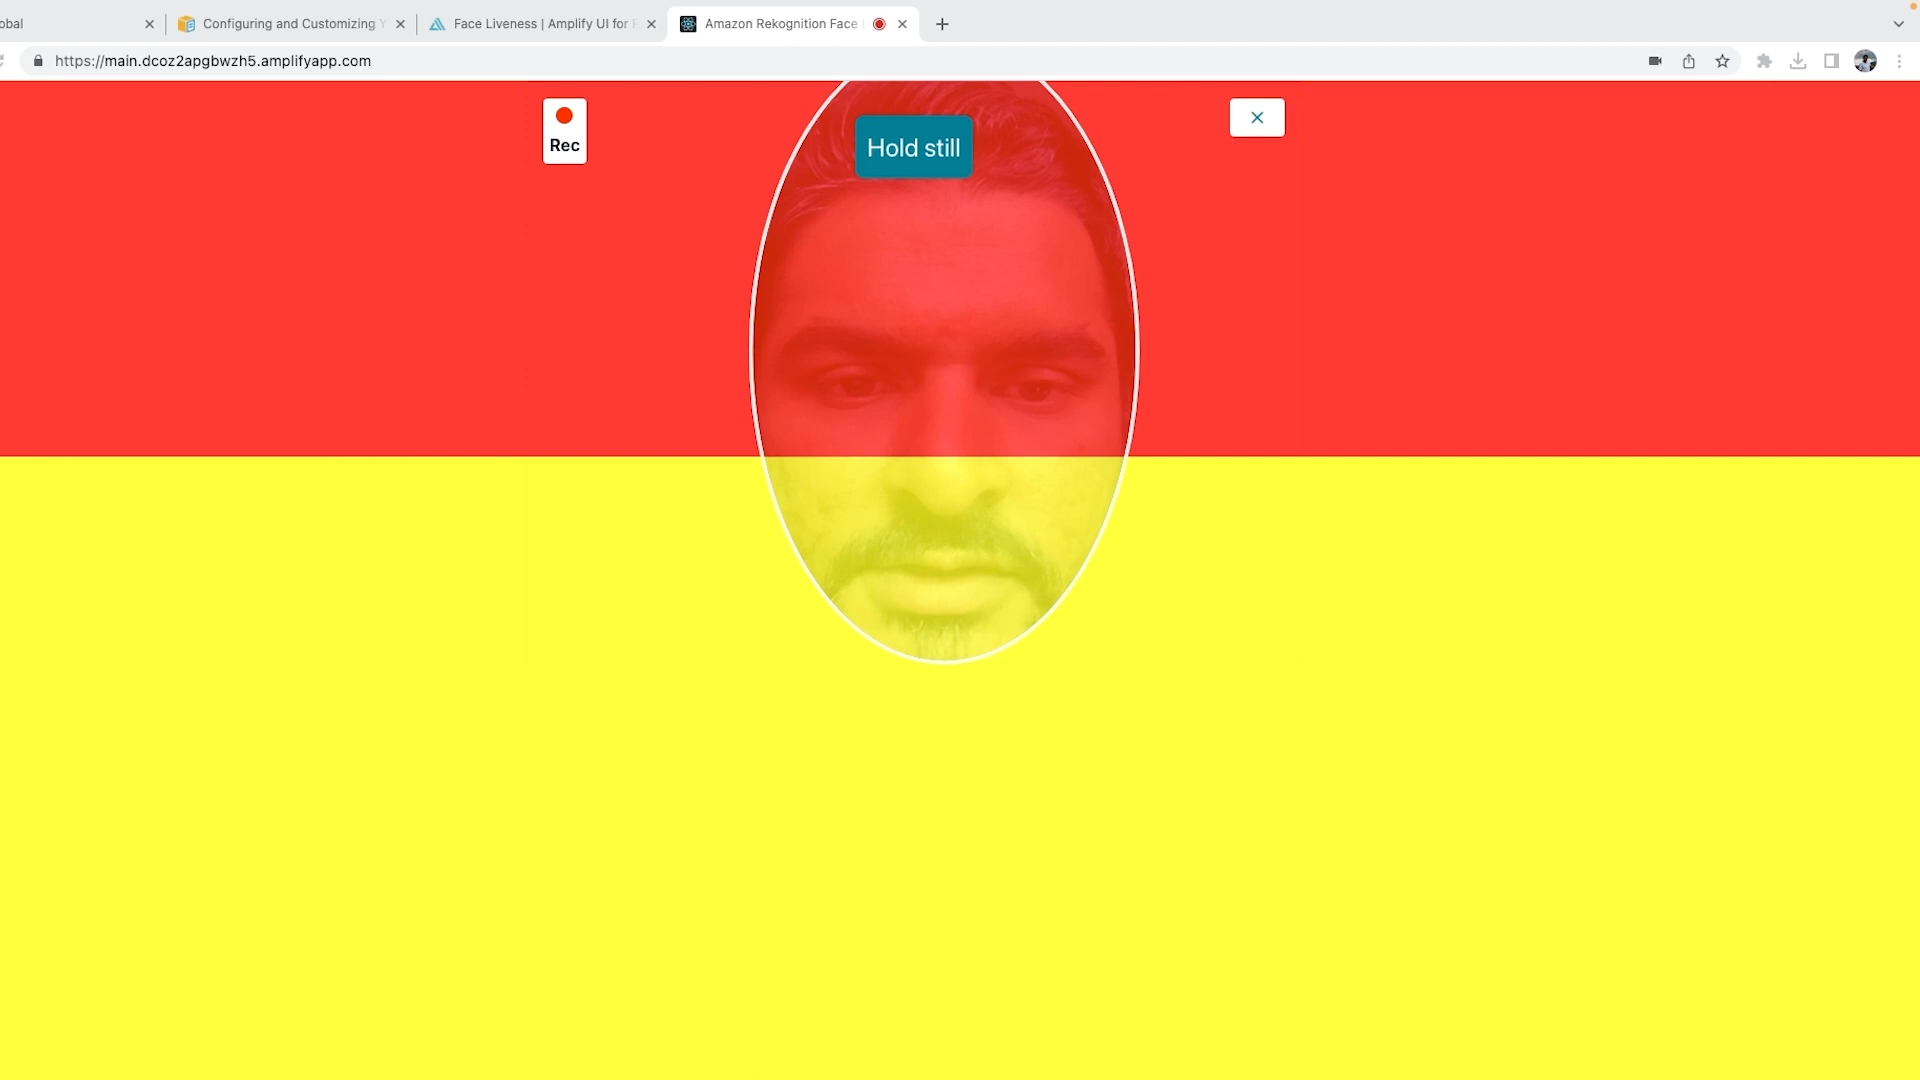 obal
Configuring and Customizing Y
Face Liveness | Amplify UI for R
Amazon Rekognition Face
https://main.dcoz2apgbwzh5.amplifyapp.com
Rec
Hold still